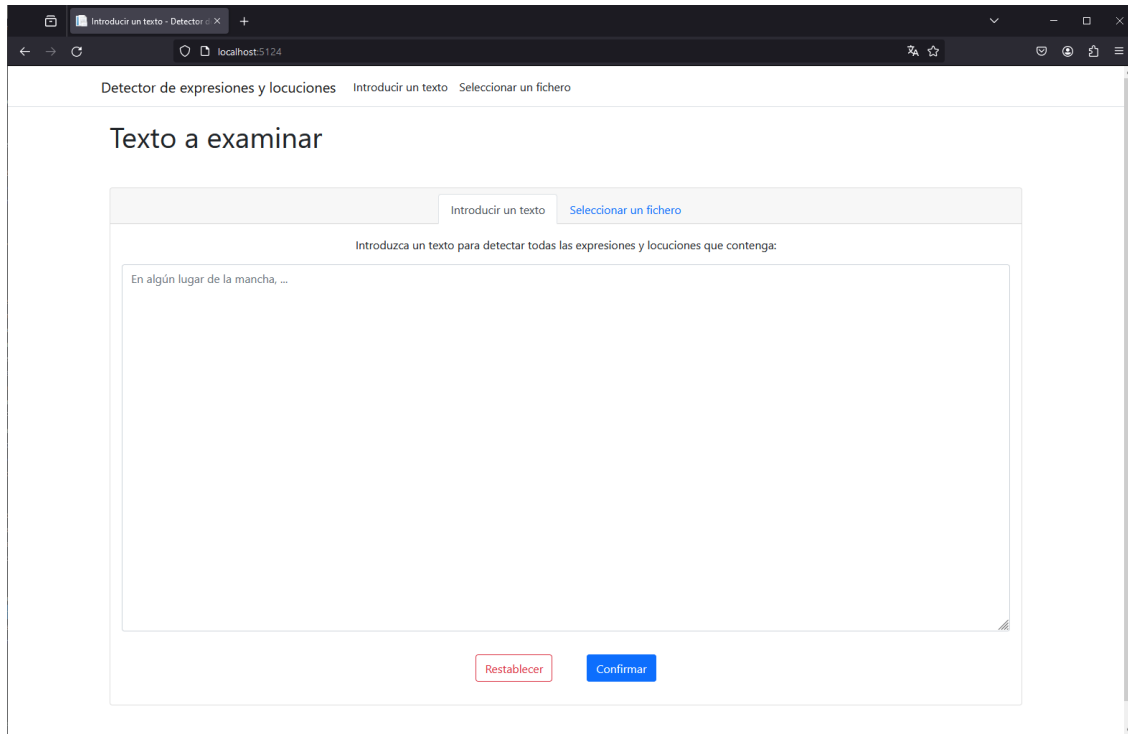 Introducir un texto - Detector d
localhost:5124
Detector de expresiones y locuciones Introducir un texto Seleccionar un fichero
Texto a examinar
Introducir un texto Seleccionar un fichero
Introduzca un texto para detectar todas las expresiones y locuciones que contenga:
En algún lugar de la mancha, ...
Restablecer Confirmar